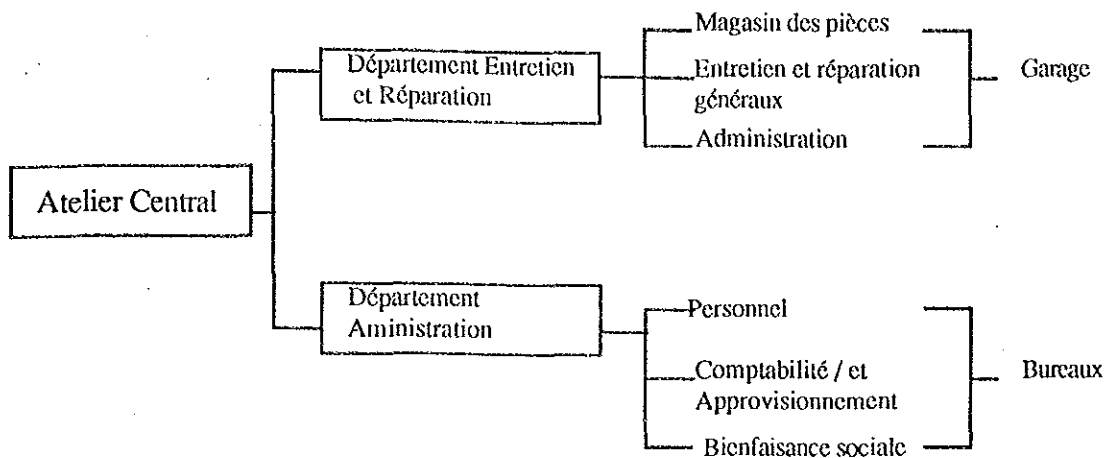 Magasin des pièces
Département Entretien
et Réparation
Entretien et réparation
généraux
Garage
Administration
Atelier Central
Département
Aministration
Personnel
Comptabilité / et
Approvisionnement
Bureaux
Bienfaisance sociale